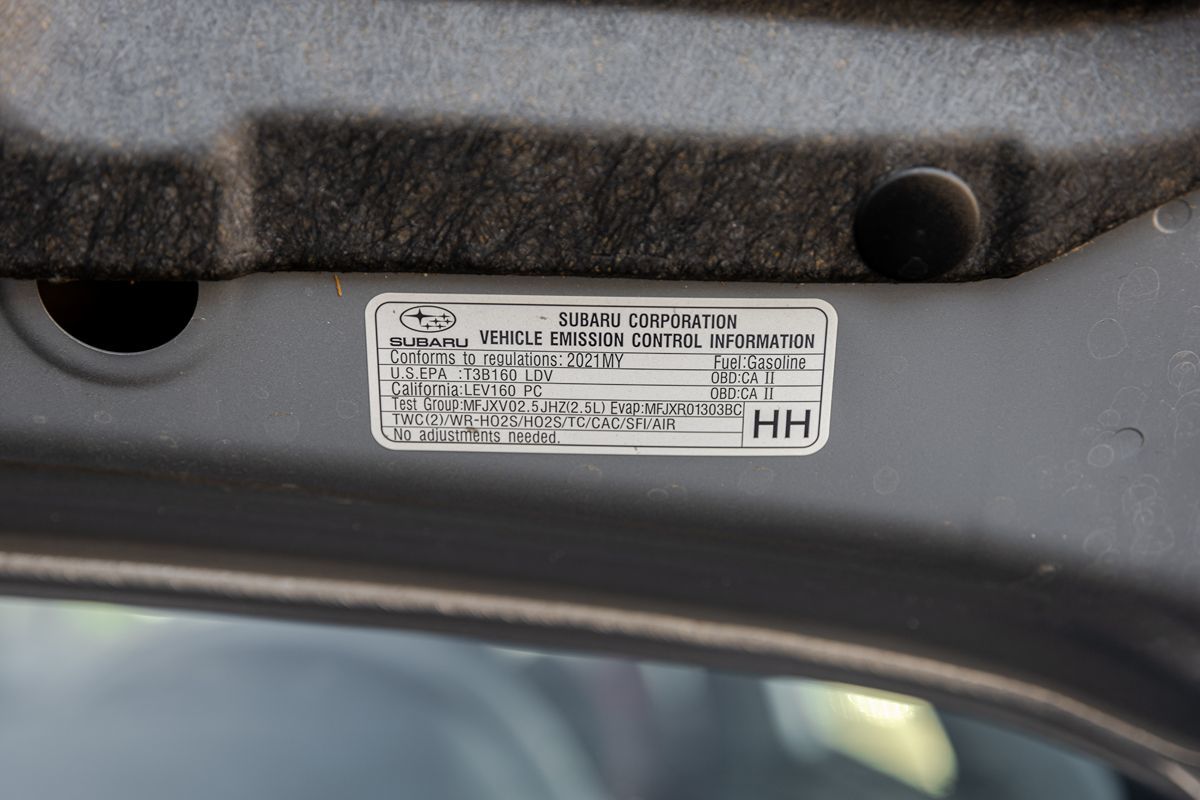 SUBARU
SUBARU CORPORATION
VEHICLE EMISSION CONTROL INFORMATION
Conforms to regulations: 2021MY Fuel:Gasoline
U.S.EPA :T3B160 LDV OBD:CA II
California:LEV160 PC OBD:CA II
Test Group:MFJXV02.5JHZ(2.5L) Evap:MFJXR01303BC
TWC(2)/WR-HO2S/HO2S/TC/CAC/SFI/AIR
No adjustments needed.
HH